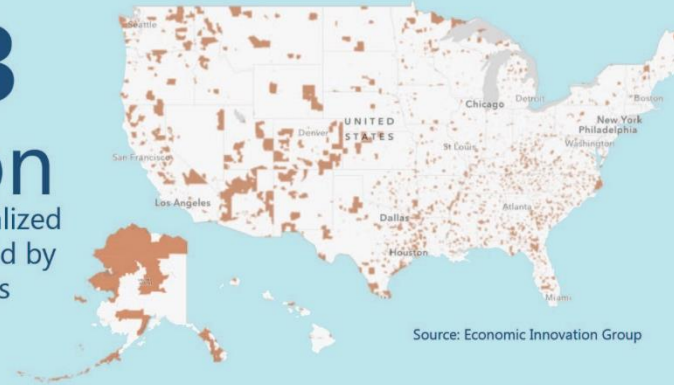 3
on
alized
d by
s
Seattle
San Francisco
Los Angeles
Denver
UNITED
STATES
Dallas
Houston
St Louis
Chicago
Detroit
Boston
New York
Philadelphia
Washington
Atlanta
Miami
Source: Economic Innovation Group